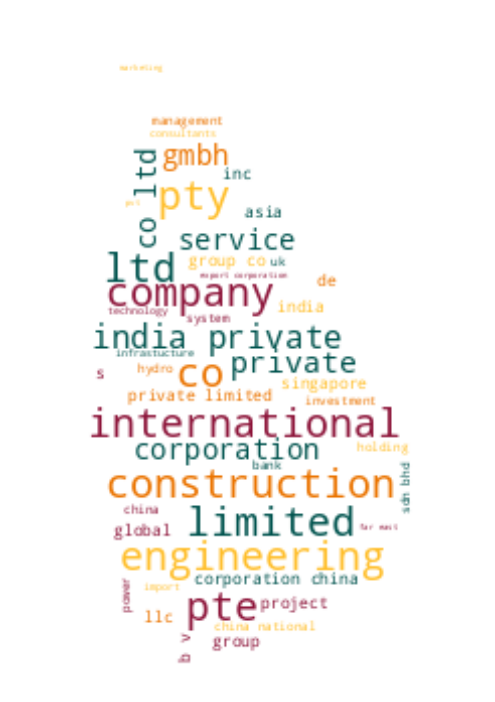 marketing
management
consultants
gmbh
co ltd
inc
pty
pvt
asia
service
group co uk
ltd
export corporation
de
company
india
technology
system
india private
infrastucture
private
s
hydro
co
singapore
private limited
investment
international
corporation
holding
bank
sdn bhd
construction
china
limited
global
far east
engineering
corporation china
power
import
pte
project
llc
china national
b v
group